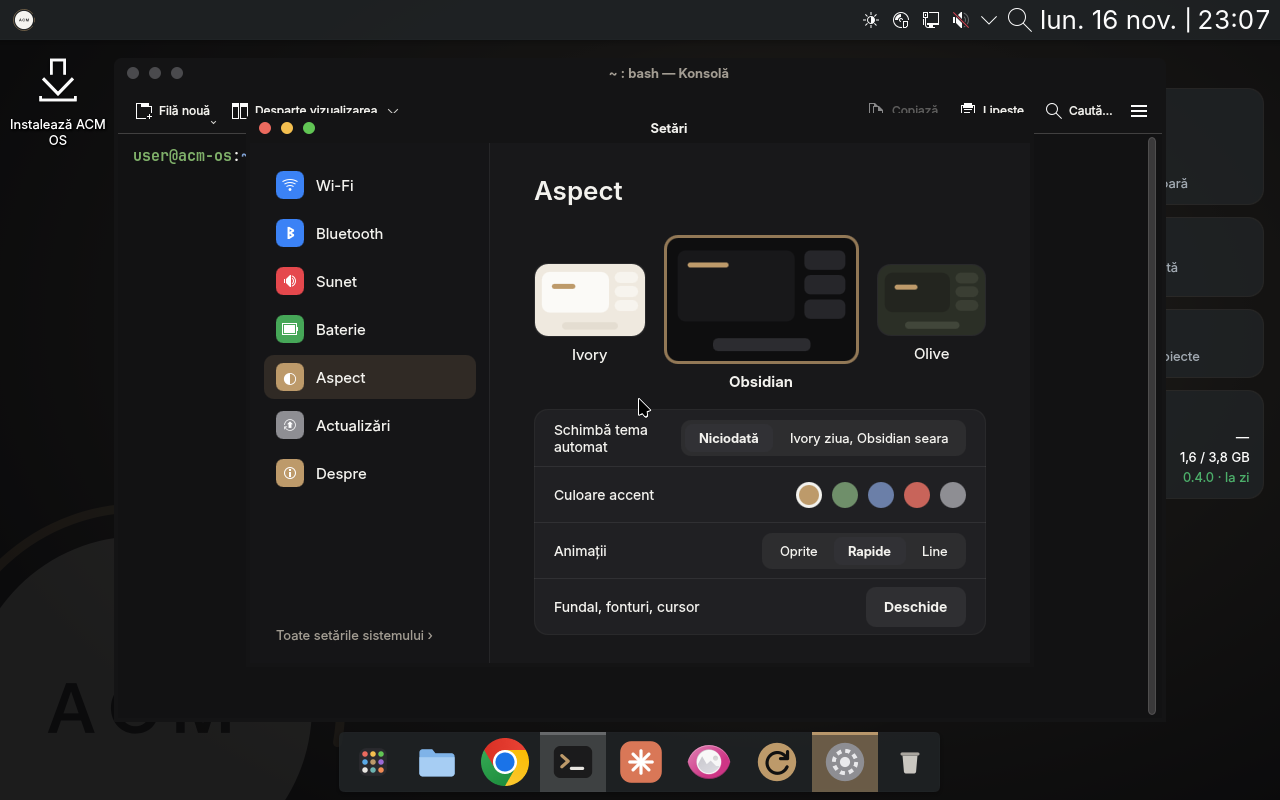 ACM
lun. 16 nov. | 23:07
Instalează ACM
OS
~ : bash — Konsolă
Filă nouă
Desparte vizualizarea
Copiază
Lipește
Caută...
user@acm-os:~
Setări
Wi-Fi
Bluetooth
Sunet
Baterie
Aspect
Actualizări
Despre
Toate setările sistemului ›
Aspect
Ivory
Obsidian
Olive
Schimbă tema
automat
Niciodată
Ivory ziua, Obsidian seara
Culoare accent
Animații
Oprite
Rapide
Line
Fundal, fonturi, cursor
Deschide
—
1,6 / 3,8 GB
0.4.0 · la zi
ACM